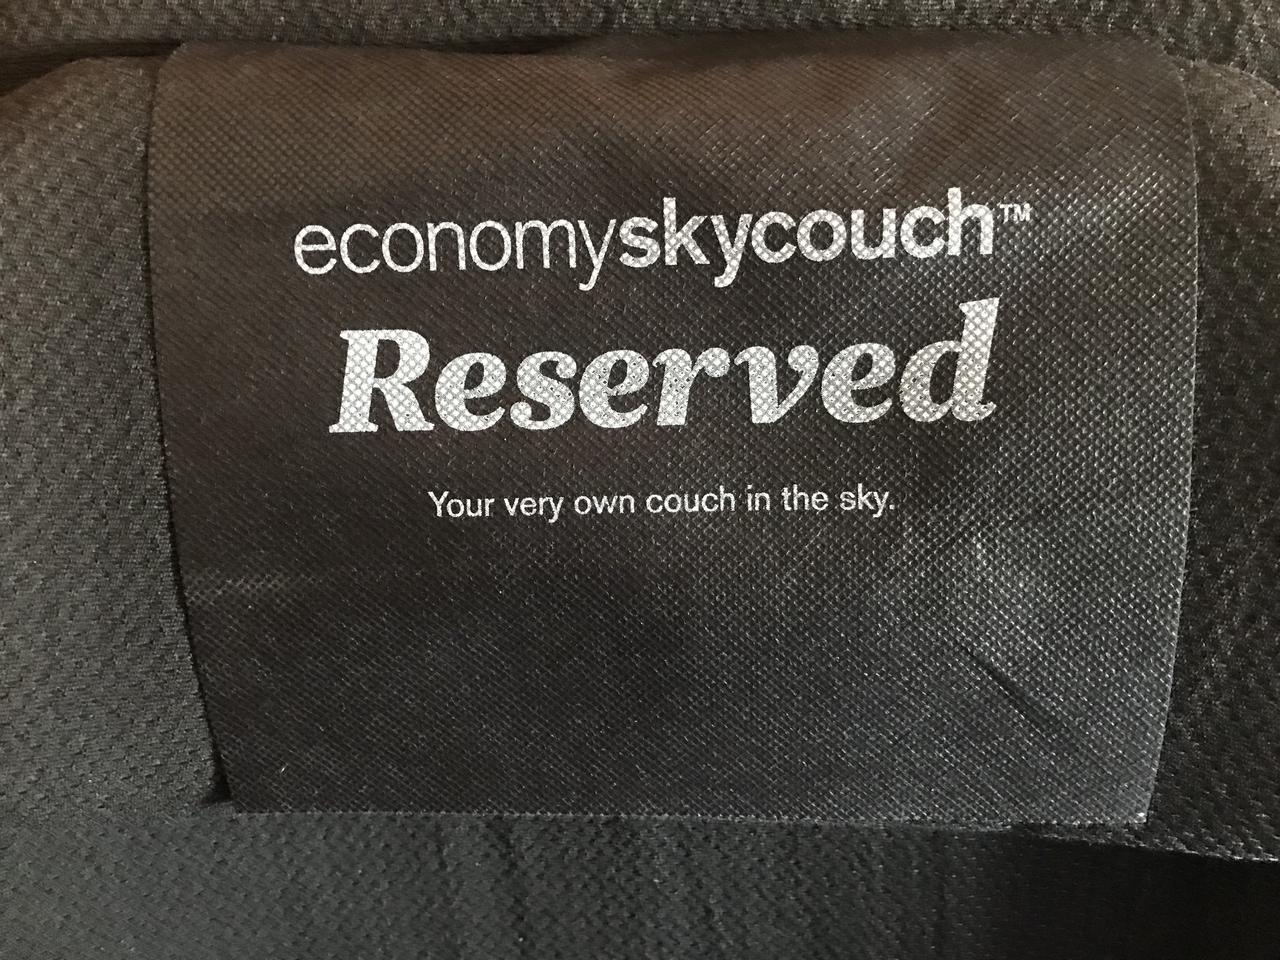 economyskycouch™
Reserved
Your very own couch in the sky.